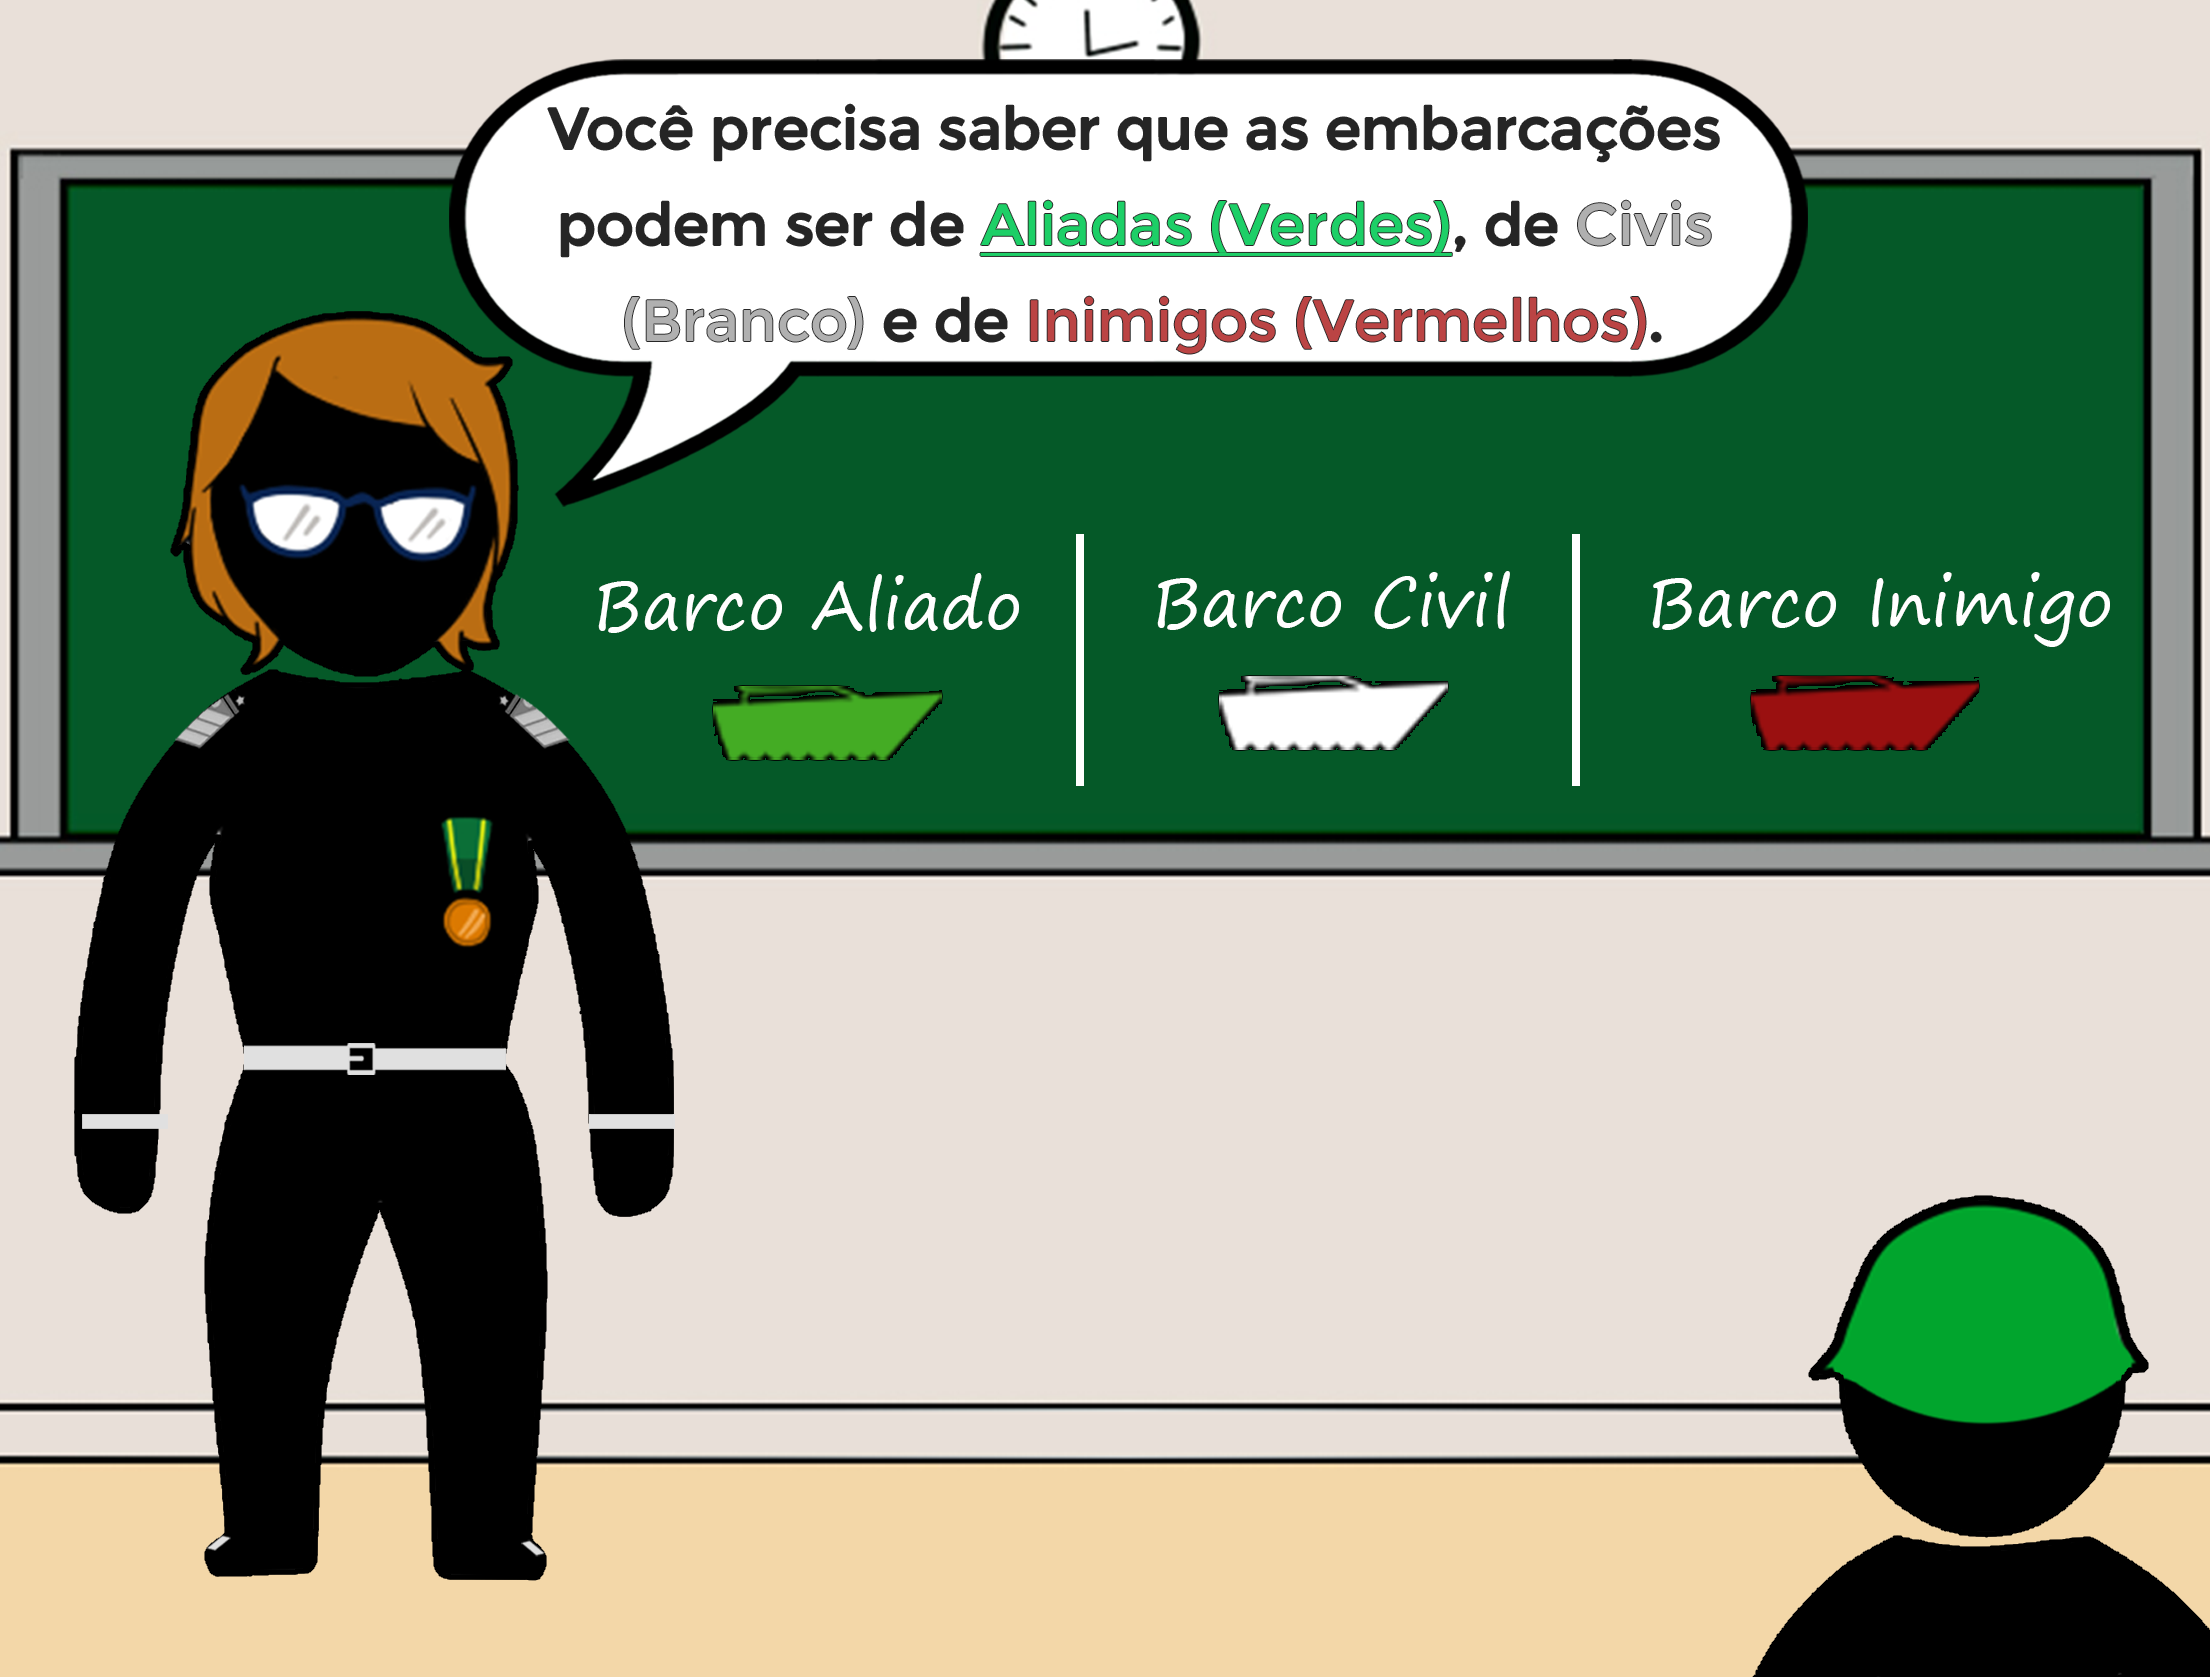 Você precisa saber que as embarcações
podem ser de Aliadas (Verdes), de Civis
(Branco) e de Inimigos (Vermelhos).
Barco Aliado
Barco Civil
Barco Inimigo